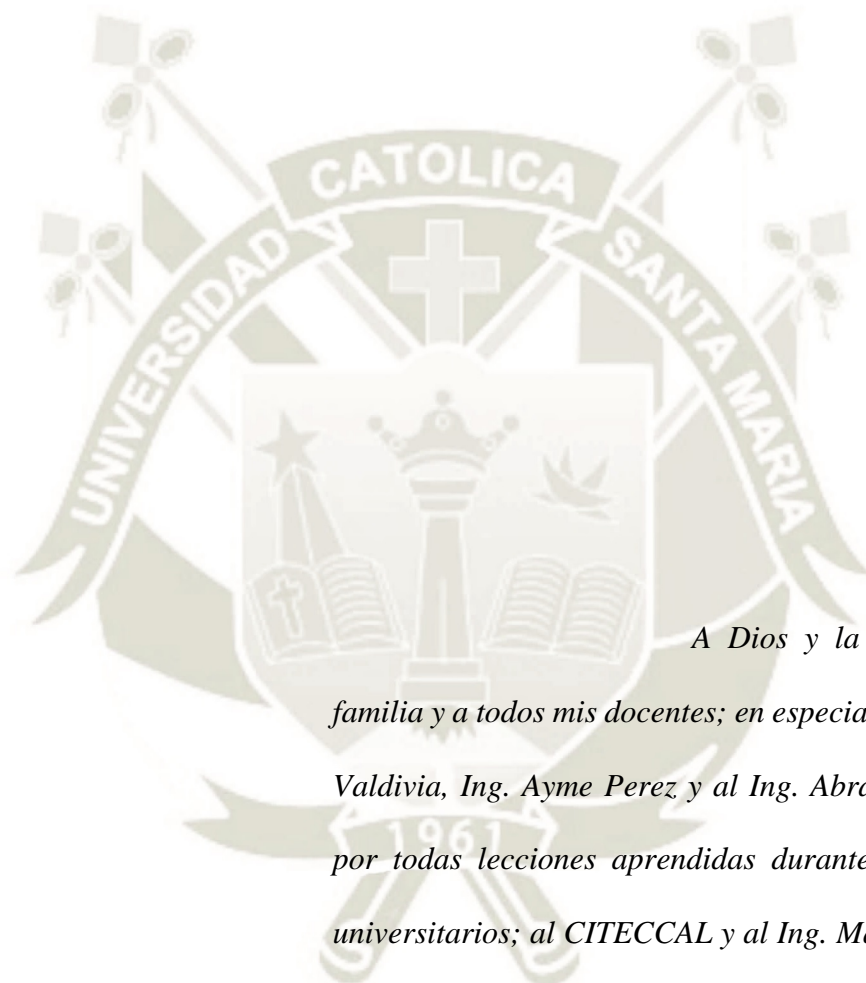 CATOLICA
UNIVERSIDAD
SANTA MARIA
A Dios y la
familia y a todos mis docentes; en especia
Valdivia, Ing. Ayme Perez y al Ing. Abra
1961
por todas lecciones aprendidas durante
universitarios; al CITECCAL y al Ing. M